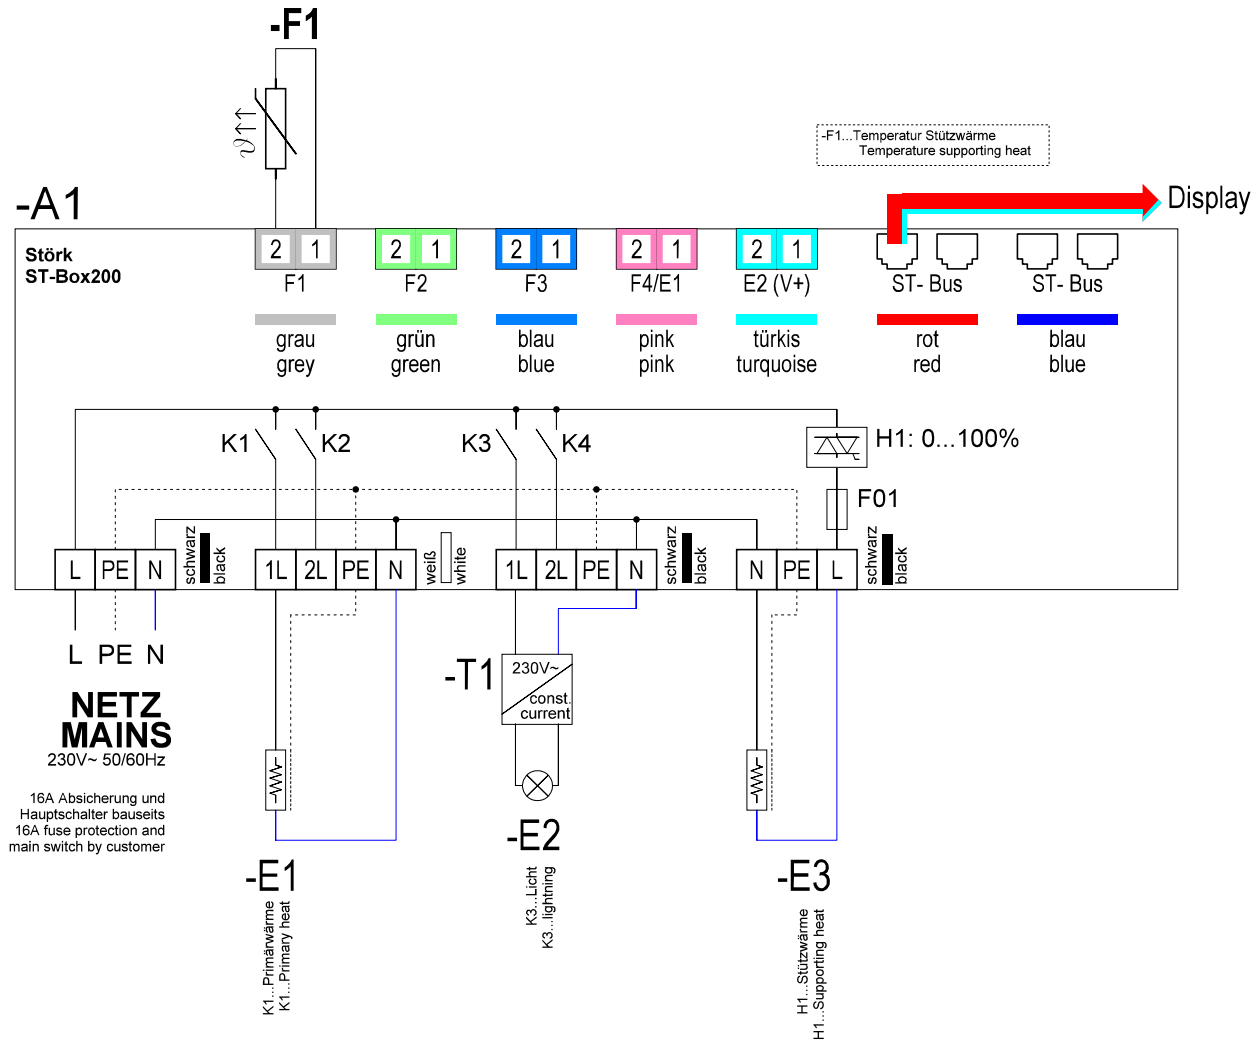 -F1
ϑ↑↑
-F1...Temperatur Stützwärme
Temperature supporting heat
-A1
Display
Störk
ST-Box200
2 1
2 1
2 1
2 1
2 1
F1
F2
F3
F4/E1
E2 (V+)
ST- Bus
ST- Bus
grau
grey
grün
green
blau
blue
pink
pink
türkis
turquoise
rot
red
blau
blue
K1
K2
K3
K4
H1: 0...100%
F01
L PE N
schwarz
black
1L 2L PE N
weiß
white
1L 2L PE N
schwarz
black
N PE L
schwarz
black
L PE N
NETZ
MAINS
230V~ 50/60Hz
16A Absicherung und
Hauptschalter bauseits
16A fuse protection and
main switch by customer
-T1
230V~
const.
current
-E1
K1...Primärwärme
K1...Primary heat
-E2
K3...Licht
K3...lightning
-E3
H1...Stützwärme
H1...Supporting heat